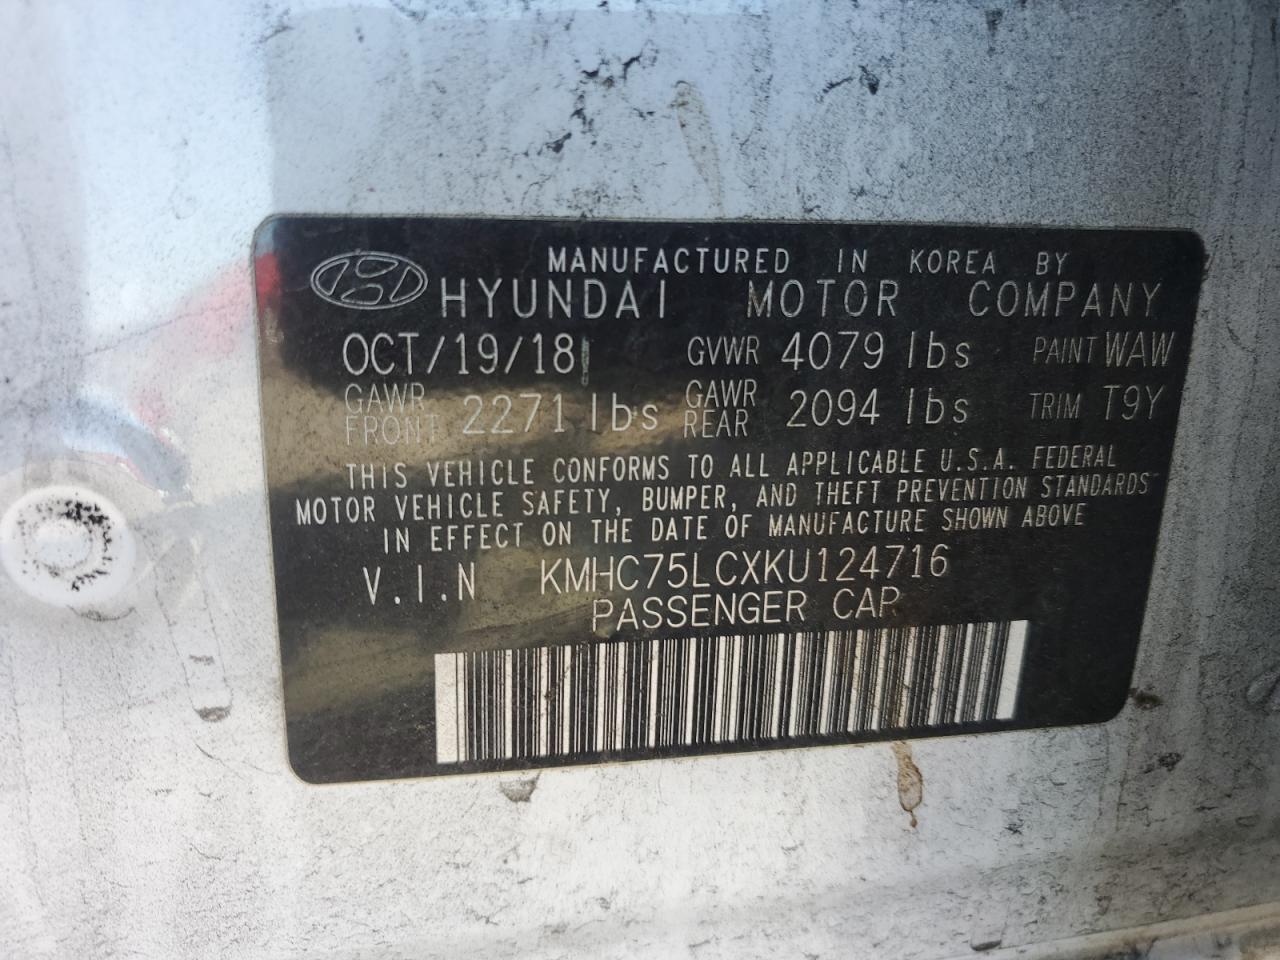 MANUFACTURED IN KOREA BY
HYUNDAI MOTOR COMPANY
OCT/19/18 GVWR 4079 lbs PAINT WAW
GAWR FRONT 2271 lbs GAWR REAR 2094 lbs TRIM T9Y
THIS VEHICLE CONFORMS TO ALL APPLICABLE U.S.A. FEDERAL
MOTOR VEHICLE SAFETY, BUMPER, AND THEFT PREVENTION STANDARDS
IN EFFECT ON THE DATE OF MANUFACTURE SHOWN ABOVE
V.I.N KMHC75LCXKU124716
PASSENGER CAR